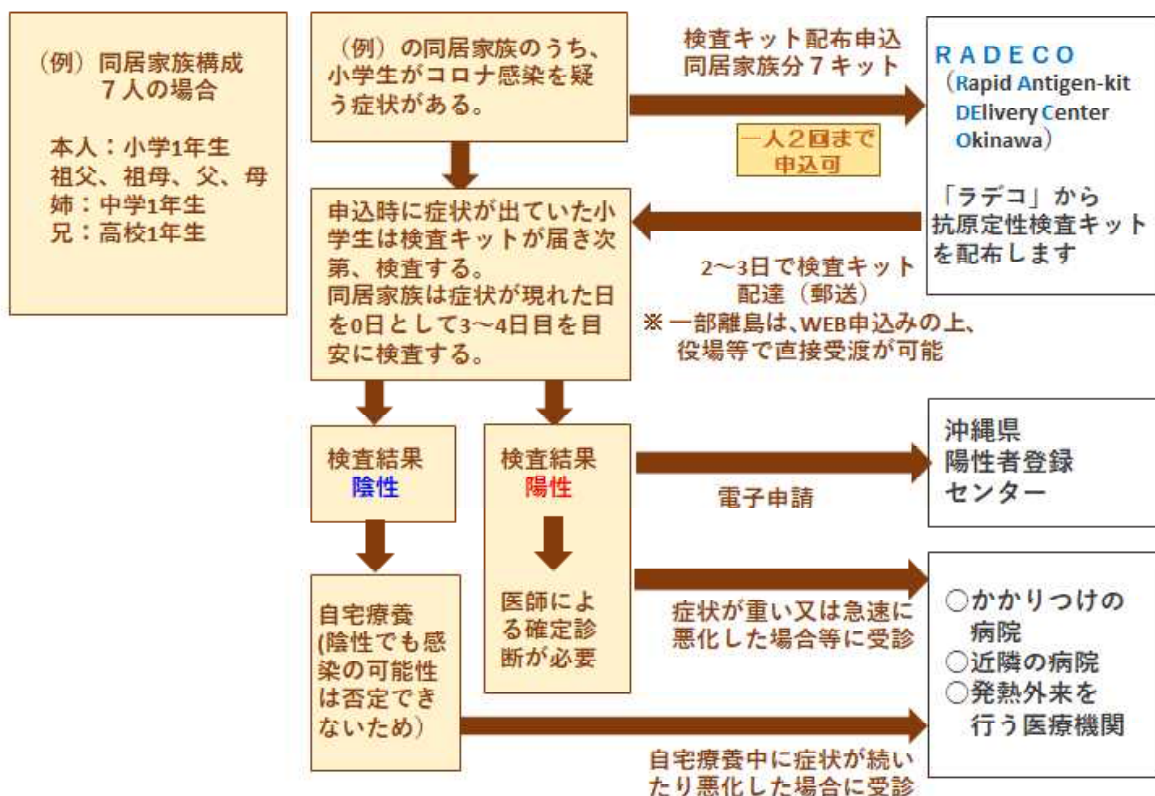 （例）同居家族構成
７人の場合
本人：小学1年生
祖父、祖母、父、母
姉：中学1年生
兄：高校1年生
（例）の同居家族のうち、
小学生がコロナ感染を疑
う症状がある。
検査キット配布申込
同居家族分７キット
一人２回まで
申込可
ＲＡＤＥＣＯ
（Rapid Antigen-kit
DElivery Center
Okinawa）
「ラデコ」から
抗原定性検査キット
を配布します
申込時に症状が出ていた小
学生は検査キットが届き次
第、検査する。
同居家族は症状が現れた日
を0日として3～4日目を目
安に検査する。
2～3日で検査キット
配達（郵送）
※ 一部離島は、WEB申込みの上、
役場等で直接受渡が可能
検査結果
陰性
検査結果
陽性
電子申請
沖縄県
陽性者登録
センター
自宅療養
(陰性でも感
染の可能性
は否定でき
ないため）
医師によ
る確定診
断が必要
症状が重い又は急速に
悪化した場合等に受診
○かかりつけの
病院
○近隣の病院
○発熱外来を
行う医療機関
自宅療養中に症状が続い
たり悪化した場合に受診